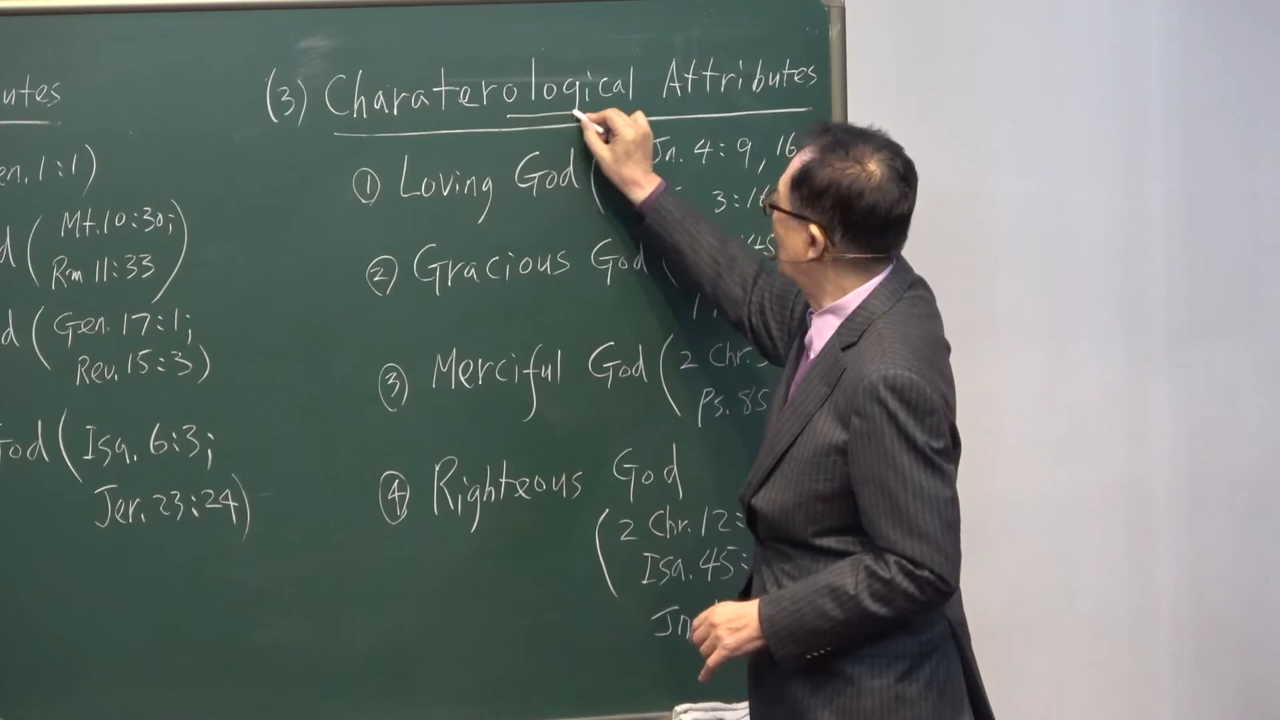 utes
en. 1:1)
d ( Mt. 10:30;
Rm 11:33 )
d ( Gen. 17:1;
Rev. 15:3 )
God ( Isa. 6:3;
Jer. 23:24 )
(3) Charaterological Attributes
① Loving God ( Jn. 4:9, 16
3:16
② Gracious God (
③ Merciful God ( 2 Chr.
Ps. 85
④ Righteous God
( 2 Chr. 12:
Isa. 45:
Jn